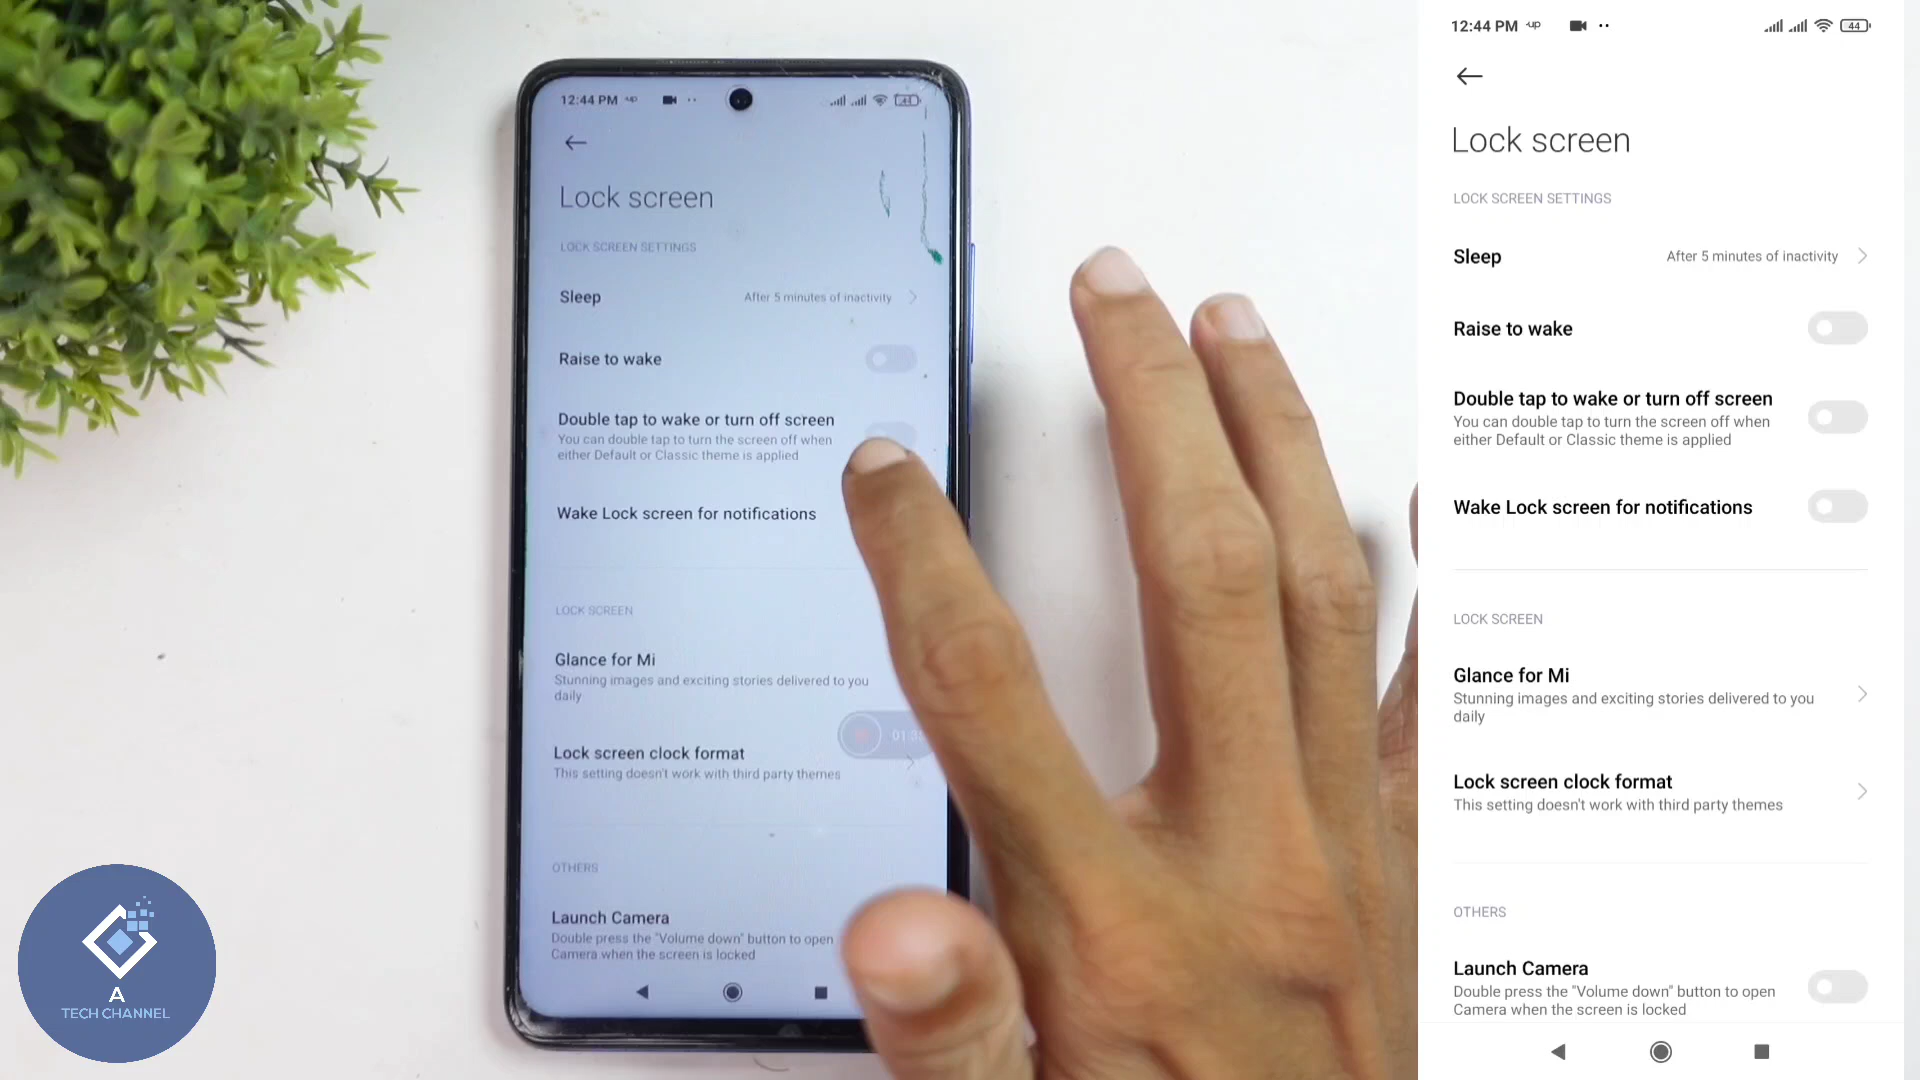 12:44 PM
Lock screen
LOCK SCREEN SETTINGS
Sleep
After 5 minutes of inactivity
Raise to wake
Double tap to wake or turn off screen
You can double tap to turn the screen off when
either Default or Classic theme is applied
Wake Lock screen for notifications
LOCK SCREEN
Glance for Mi
Stunning images and exciting stories delivered to you
daily
Lock screen clock format
This setting doesn't work with third party themes
OTHERS
Launch Camera
Double press the "Volume down" button to open
Camera when the screen is locked
A
TECH CHANNEL
12:44 PM up
44
Lock screen
LOCK SCREEN SETTINGS
Sleep
After 5 minutes of inactivity
Raise to wake
Double tap to wake or turn off screen
You can double tap to turn the screen off when
either Default or Classic theme is applied
Wake Lock screen for notifications
LOCK SCREEN
Glance for Mi
Stunning images and exciting stories delivered to you
daily
Lock screen clock format
This setting doesn't work with third party themes
OTHERS
Launch Camera
Double press the "Volume down" button to open
Camera when the screen is locked